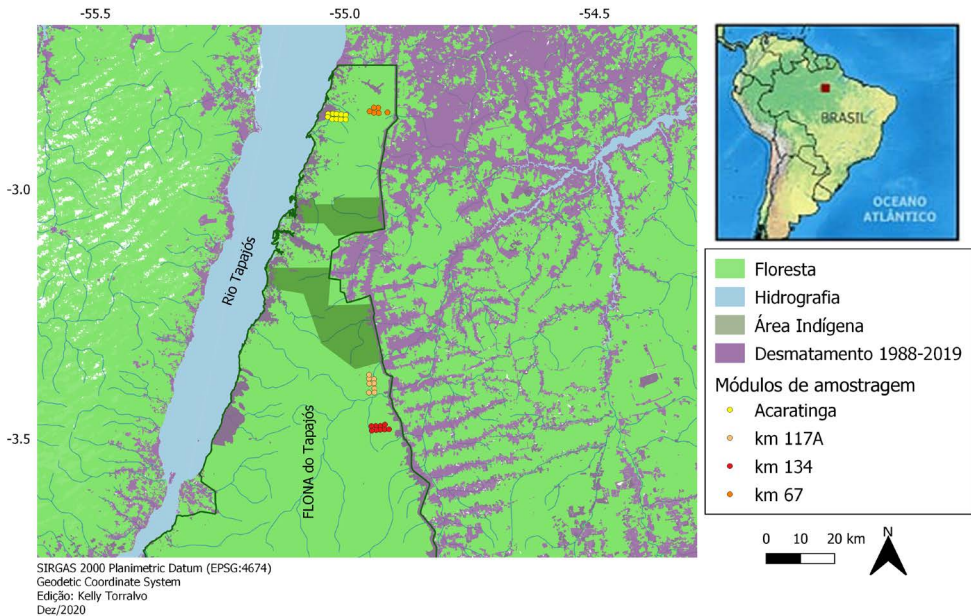 -55.5
-55.0
-54.5
-3.0
-3.5
Rio Tapajós
FLONA do Tapajós
BRASIL
OCEANO
ATLÂNTICO
Floresta
Hidrografia
Área Indígena
Desmatamento 1988-2019
Módulos de amostragem
Acaratinga
km 117A
km 134
km 67
0 10 20 km
N
SIRGAS 2000 Planimetric Datum (EPSG:4674)
Geodetic Coordinate System
Edição: Kelly Torralvo
Dez/2020